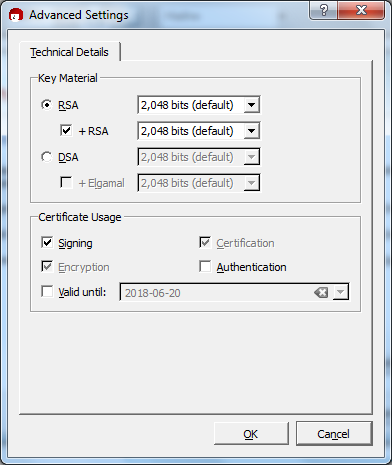 Advanced Settings
Technical Details
Key Material
RSA 2,048 bits (default)
+ RSA 2,048 bits (default)
DSA 2,048 bits (default)
+ Elgamal 2,048 bits (default)
Certificate Usage
Signing Certification
Encryption Authentication
Valid until: 2018-06-20
OK Cancel